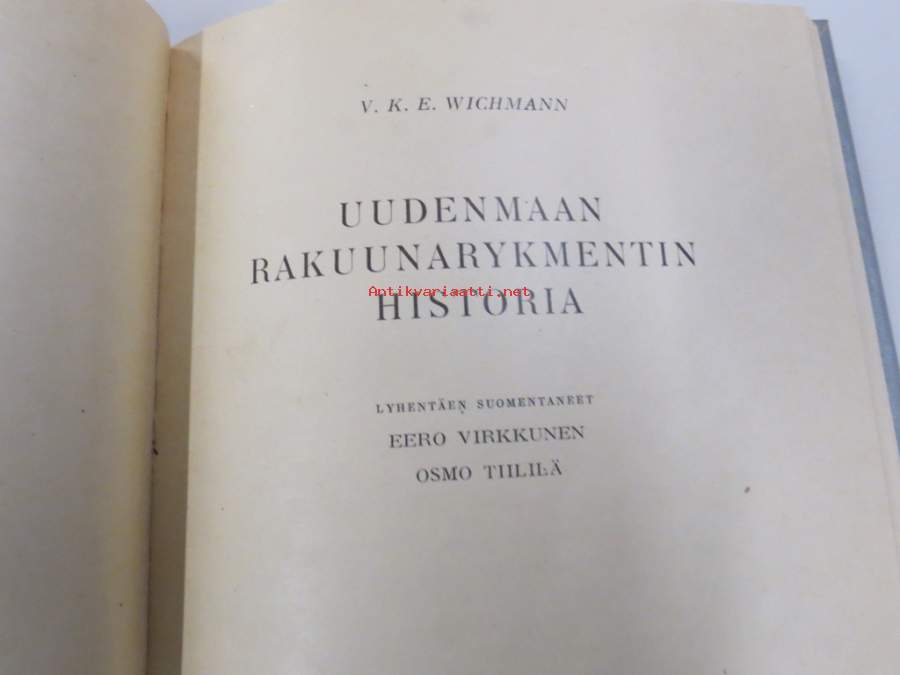 V. K. E. WICHMANN
UUDENMAAN
RAKUUNARYKMENTIN
Antikvariaatti.net
HISTORIA
LYHENTÄEN SUOMENTANEET
EERO VIRKKUNEN
OSMO TIILILÄ